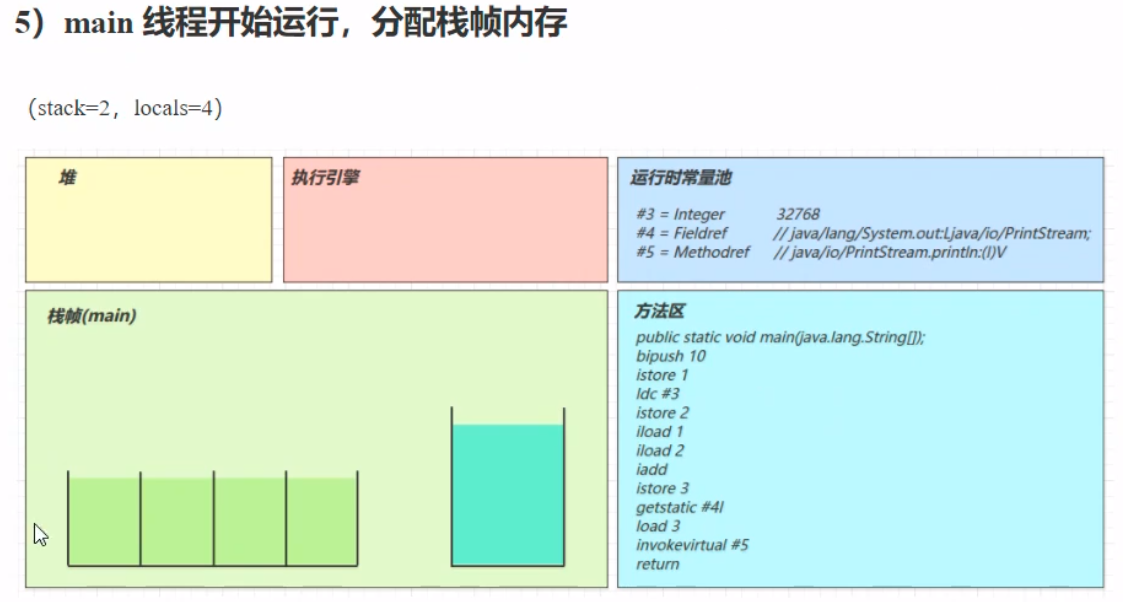 5）main 线程开始运行，分配栈帧内存
（stack=2，locals=4）
堆
执行引擎
运行时常量池
#3 = Integer 32768
#4 = Fieldref // java/lang/System.out:Ljava/io/PrintStream;
#5 = Methodref // java/io/PrintStream.println:(I)V
栈帧(main)
方法区
public static void main(java.lang.String[]);
bipush 10
istore 1
ldc #3
istore 2
iload 1
iload 2
iadd
istore 3
getstatic #4I
load 3
invokevirtual #5
return